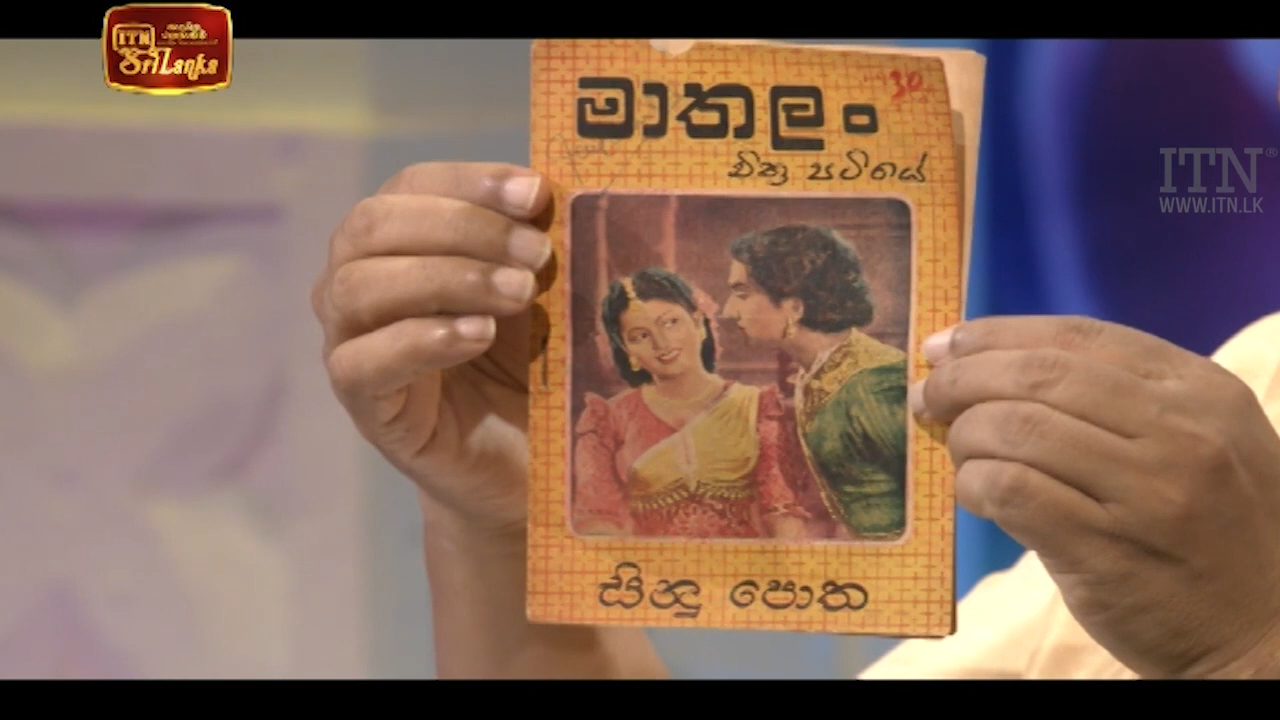 ITN
Sri Lanka
මාතලං
30
චිත්‍ර පටියේ
ITN®
WWW.ITN.LK
සින්දු පොත